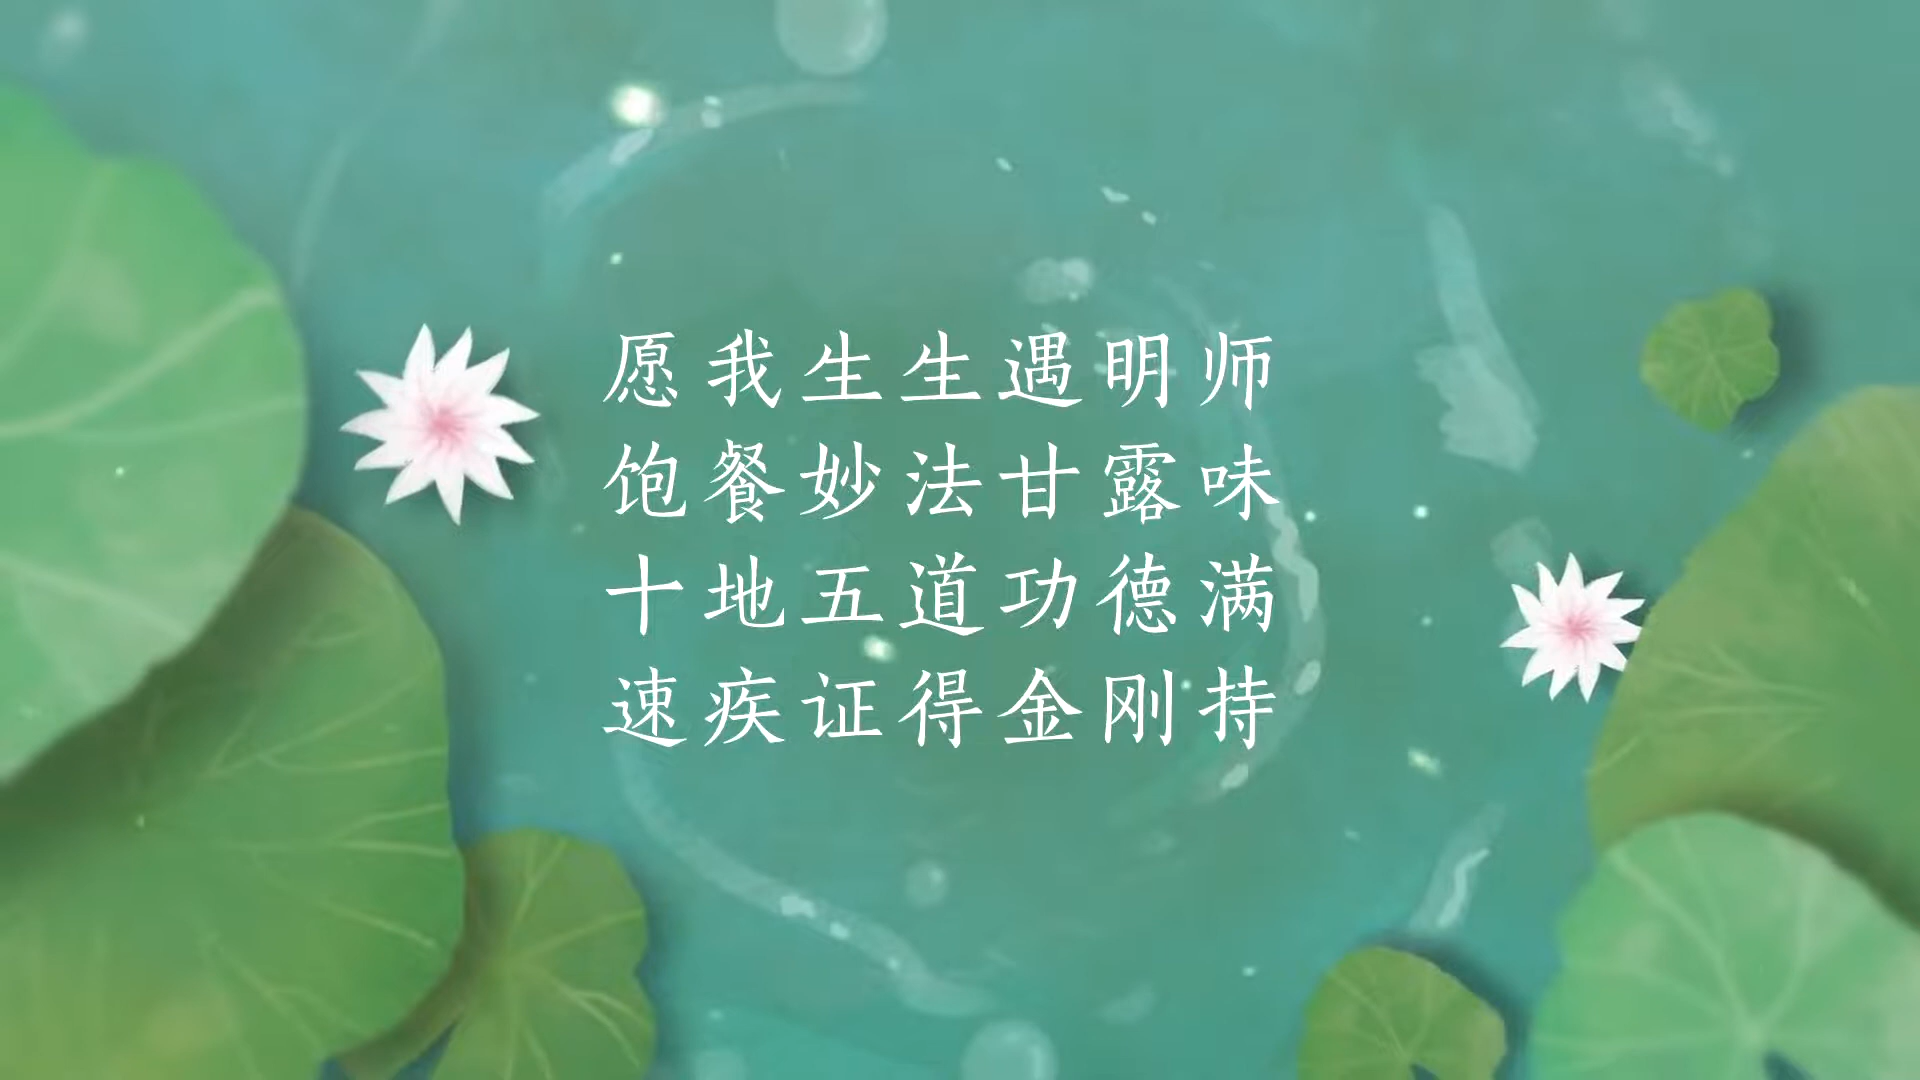 愿我生生遇明师
饱餐妙法甘露味
十地五道功德满
速疾证得金刚持